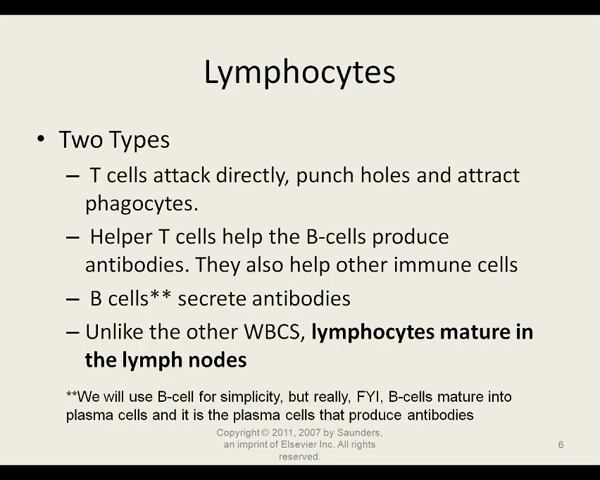 Lymphocytes
• Two Types
– T cells attack directly, punch holes and attract
phagocytes.
– Helper T cells help the B-cells produce
antibodies. They also help other immune cells
– B cells** secrete antibodies
– Unlike the other WBCS, lymphocytes mature in
the lymph nodes
**We will use B-cell for simplicity, but really, FYI, B-cells mature into
plasma cells and it is the plasma cells that produce antibodies
Copyright © 2011, 2007 by Saunders,
an imprint of Elsevier Inc. All rights
reserved.
6